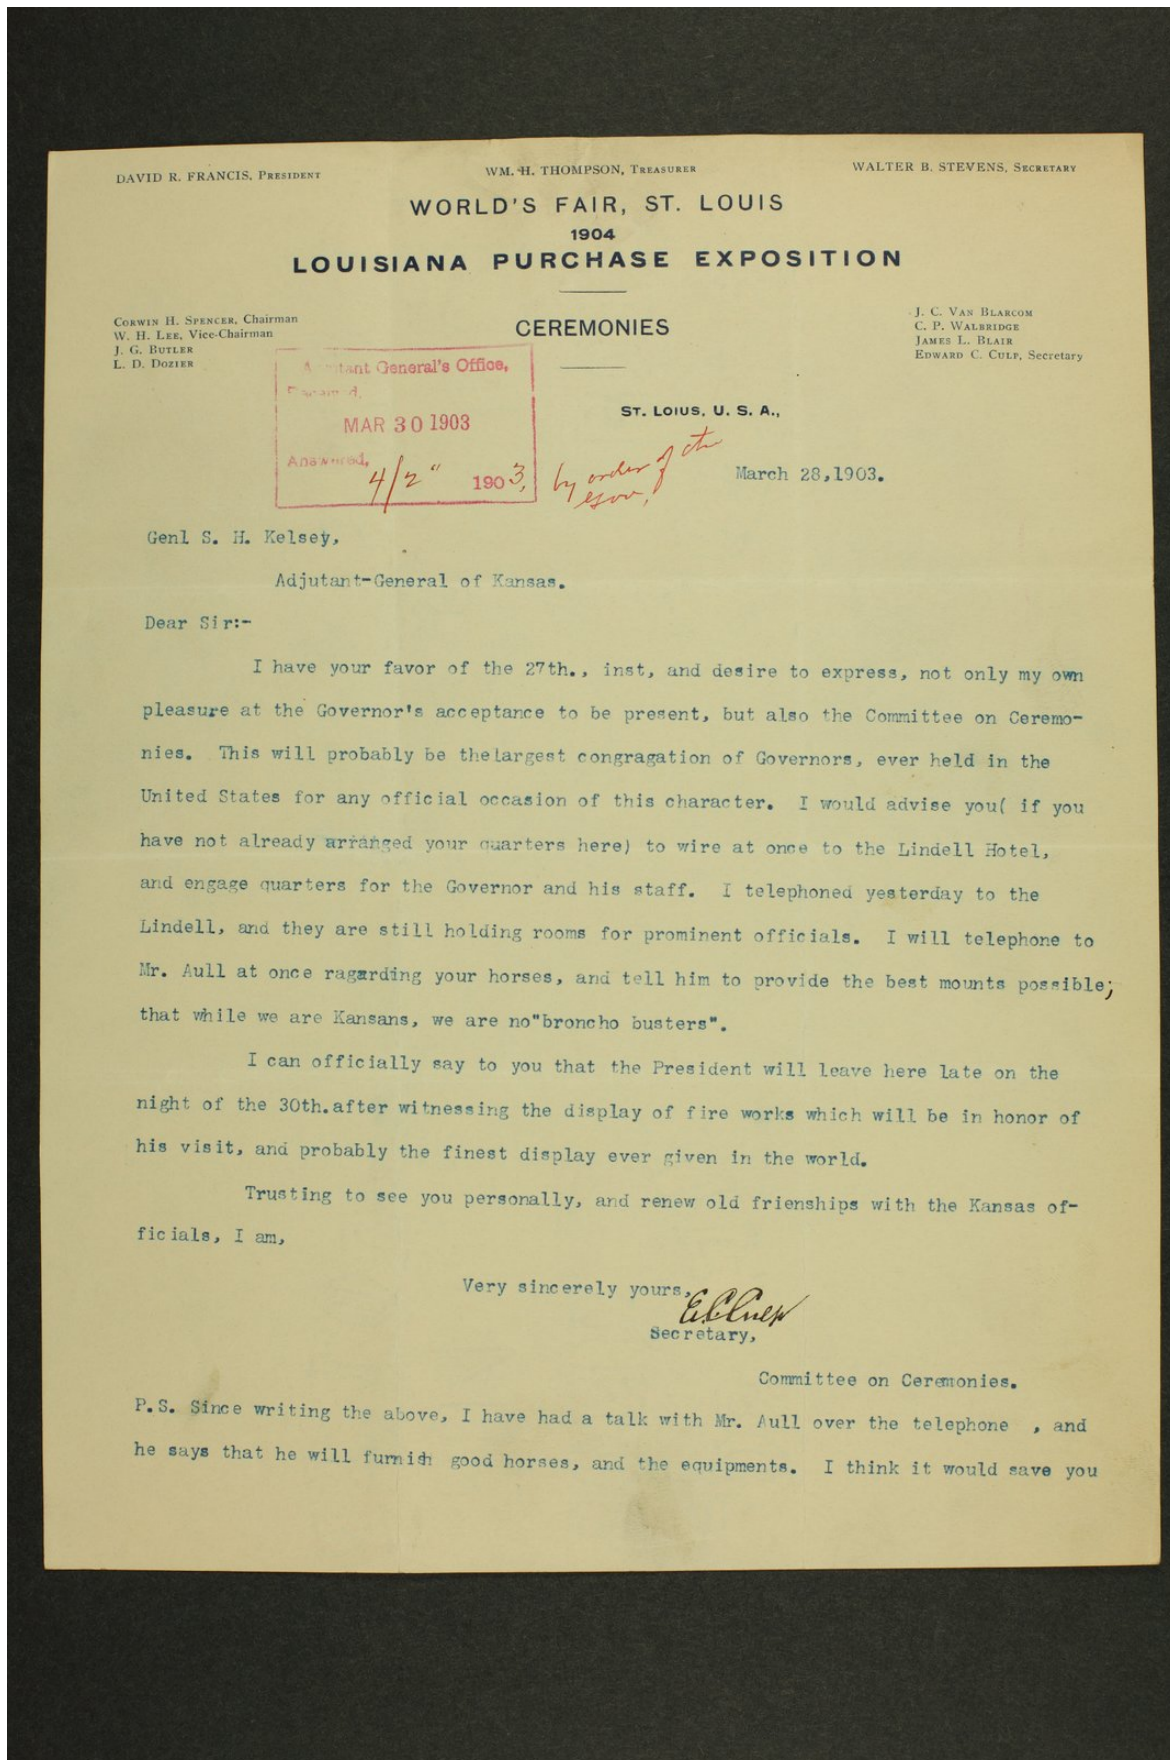 DAVID R. FRANCIS, PRESIDENT
WM. H. THOMPSON, TREASURER
WALTER B. STEVENS, SECRETARY
WORLD'S FAIR, ST. LOUIS
1904
LOUISIANA PURCHASE EXPOSITION
CORWIN H. SPENCER, Chairman
W. H. LEE, Vice-Chairman
J. G. BUTLER
L. D. DOZIER
CEREMONIES
J. C. VAN BLARCOM
C. P. WALBRIDGE
JAMES L. BLAIR
EDWARD C. CULP, Secretary
General's Office,
MAR 30 1903
Answered,
4/2" 1903,
by order of the
Gov,
ST. LOIUS, U. S. A.,
March 28,1903.
Genl S. H. Kelsey,
Adjutant-General of Kansas.
Dear Sir:-
I have your favor of the 27th., inst, and desire to express, not only my own
pleasure at the Governor's acceptance to be present, but also the Committee on Ceremo-
nies. This will probably be thelargest congragation of Governors, ever held in the
United States for any official occasion of this character. I would advise you( if you
have not already arranged your quarters here) to wire at once to the Lindell Hotel,
and engage quarters for the Governor and his staff. I telephoned yesterday to the
Lindell, and they are still holding rooms for prominent officials. I will telephone to
Mr. Aull at once ragarding your horses, and tell him to provide the best mounts possible;
that while we are Kansans, we are no"broncho busters".
I can officially say to you that the President will leave here late on the
night of the 30th.after witnessing the display of fire works which will be in honor of
his visit, and probably the finest display ever given in the world.
Trusting to see you personally, and renew old frienships with the Kansas of-
ficials, I am,
Very sincerely yours,
E.C.Culp
Secretary,
Committee on Ceremonies.
P.S. Since writing the above, I have had a talk with Mr. Aull over the telephone , and
he says that he will furnish good horses, and the equipments. I think it would save you